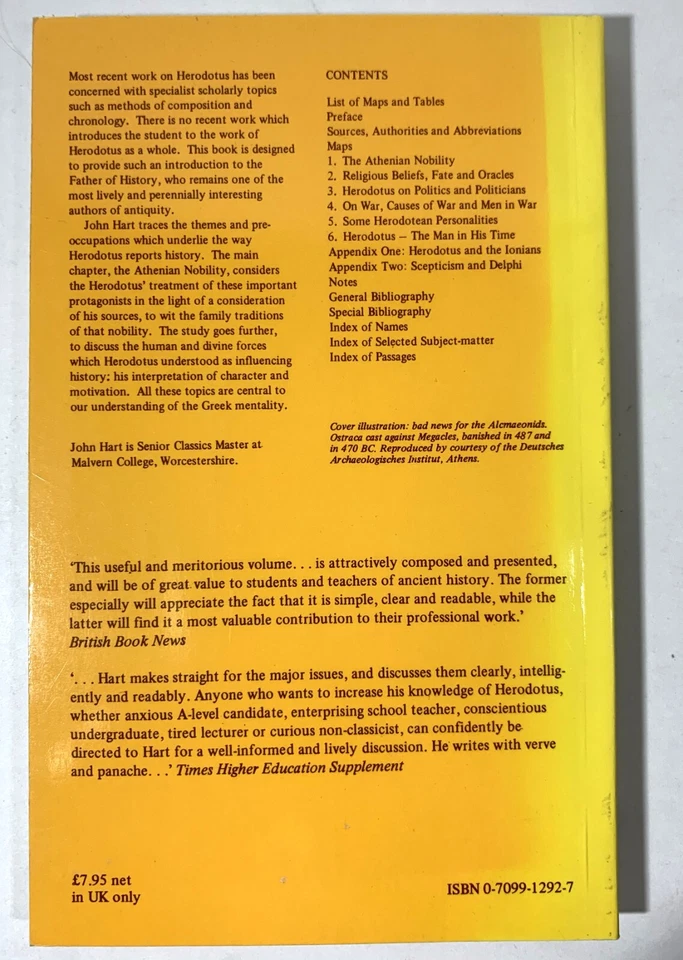 Most recent work on Herodotus has been
concerned with specialist scholarly topics
such as methods of composition and
chronology. There is no recent work which
introduces the student to the work of
Herodotus as a whole. This book is designed
to provide such an introduction to the
Father of History, who remains one of the
most lively and perennially interesting
authors of antiquity.
John Hart traces the themes and pre-
occupations which underlie the way
Herodotus reports history. The main
chapter, the Athenian Nobility, considers
the Herodotus' treatment of these important
protagonists in the light of a consideration
of his sources, to wit the family traditions
of that nobility. The study goes further,
to discuss the human and divine forces
which Herodotus understood as influencing
history: his interpretation of character and
motivation. All these topics are central to
our understanding of the Greek mentality.
John Hart is Senior Classics Master at
Malvern College, Worcestershire.
CONTENTS
List of Maps and Tables
Preface
Sources, Authorities and Abbreviations
Maps
1. The Athenian Nobility
2. Religious Beliefs, Fate and Oracles
3. Herodotus on Politics and Politicians
4. On War, Causes of War and Men in War
5. Some Herodotean Personalities
6. Herodotus – The Man in His Time
Appendix One: Herodotus and the Ionians
Appendix Two: Scepticism and Delphi
Notes
General Bibliography
Special Bibliography
Index of Names
Index of Selected Subject-matter
Index of Passages
Cover illustration: bad news for the Alcmaeonids.
Ostraca cast against Megacles, banished in 487 and
in 470 BC. Reproduced by courtesy of the Deutsches
Archaeologisches Institut, Athens.
'This useful and meritorious volume. . . is attractively composed and presented,
and will be of great value to students and teachers of ancient history. The former
especially will appreciate the fact that it is simple, clear and readable, while the
latter will find it a most valuable contribution to their professional work.'
British Book News
'. . . Hart makes straight for the major issues, and discusses them clearly, intellig-
ently and readably. Anyone who wants to increase his knowledge of Herodotus,
whether anxious A-level candidate, enterprising school teacher, conscientious
undergraduate, tired lecturer or curious non-classicist, can confidently be
directed to Hart for a well-informed and lively discussion. He writes with verve
and panache. . .' Times Higher Education Supplement
£7.95 net
in UK only
ISBN 0-7099-1292-7